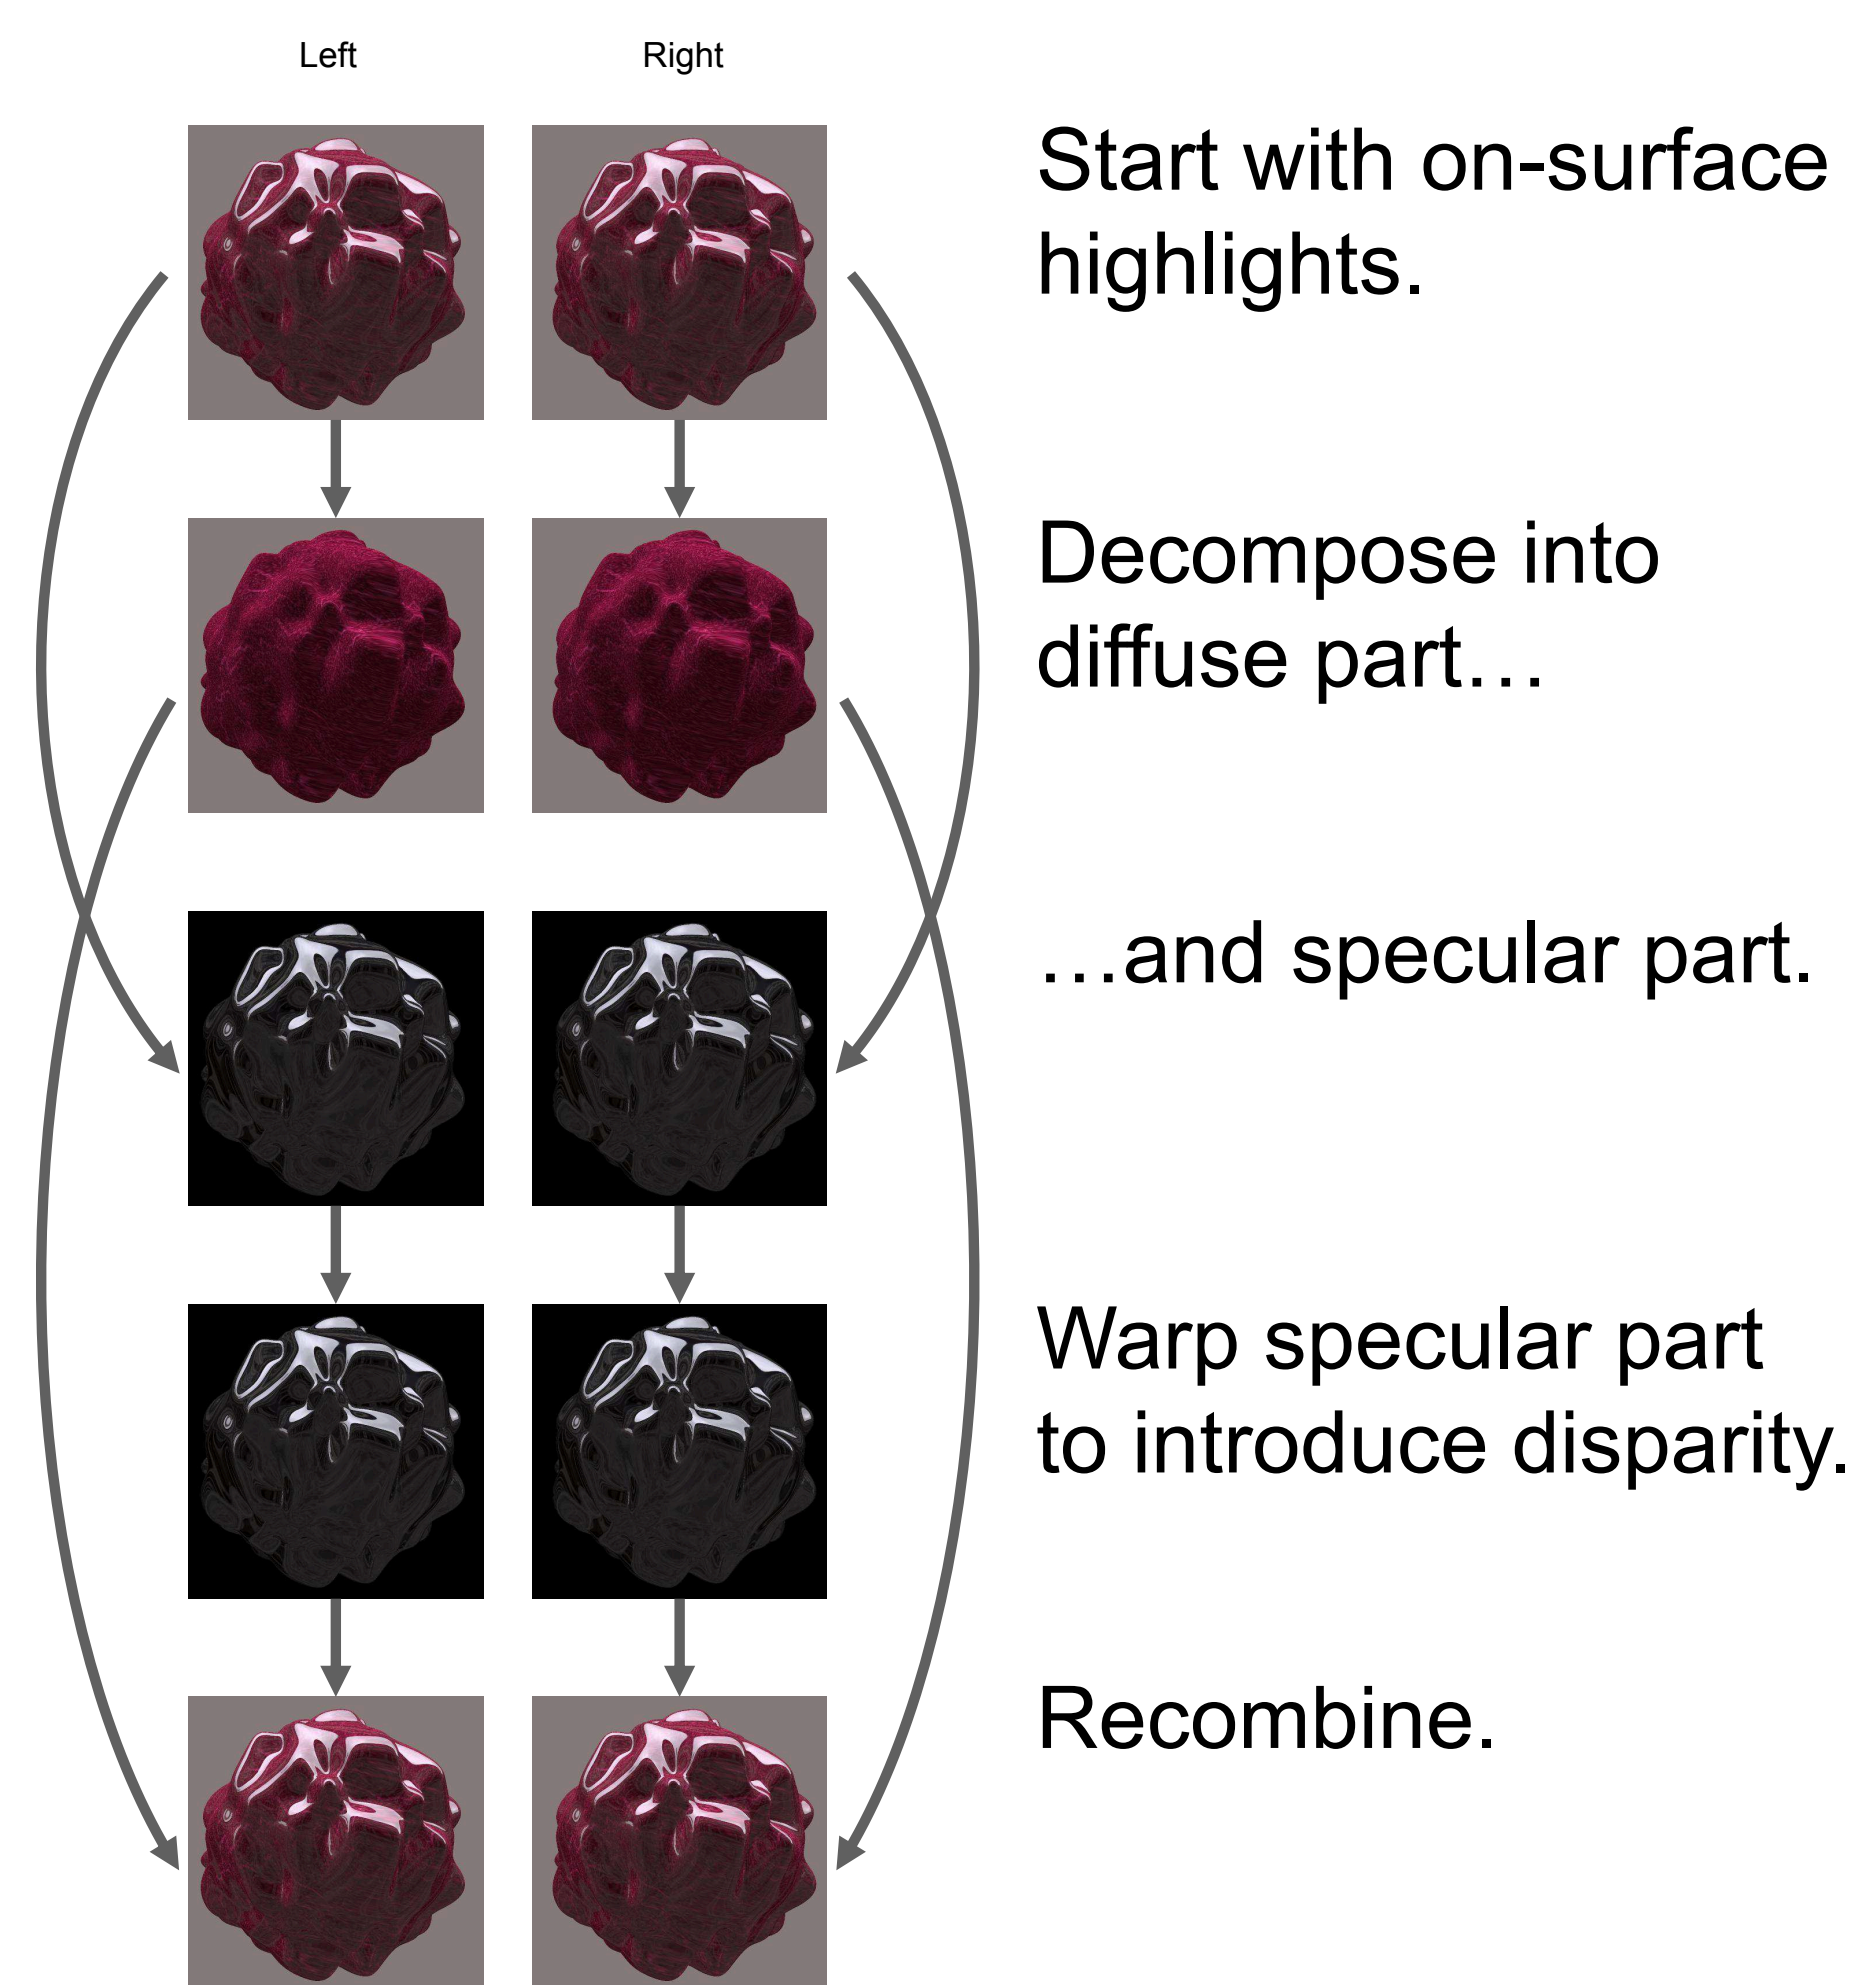 Left
Right
Start with on-surface
highlights.
Decompose into
diffuse part…
…and specular part.
Warp specular part
to introduce disparity.
Recombine.